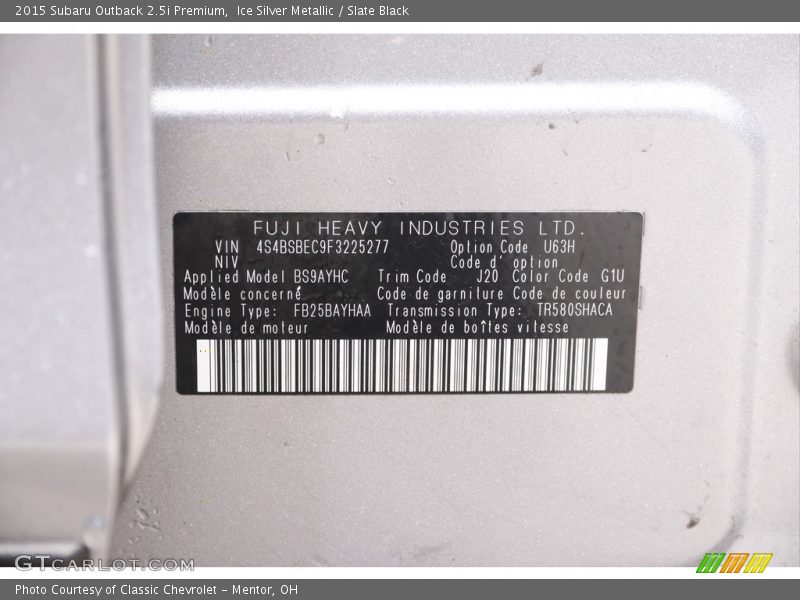 2015 Subaru Outback 2.5i Premium,  Ice Silver Metallic / Slate Black
FUJI HEAVY INDUSTRIES LTD.
VIN 4S4BSBEC9F3225277 Option Code U63H
NIV Code d'option
Applied Model BS9AYHC Trim Code J20 Color Code G1U
Modèle concerné Code de garniture Code de couleur
Engine Type: FB25BAYHAA Transmission Type: TR580SHACA
Modèle de moteur Modèle de boîtes vitesse
GTCARLOT.COM
Photo Courtesy of Classic Chevrolet - Mentor, OH